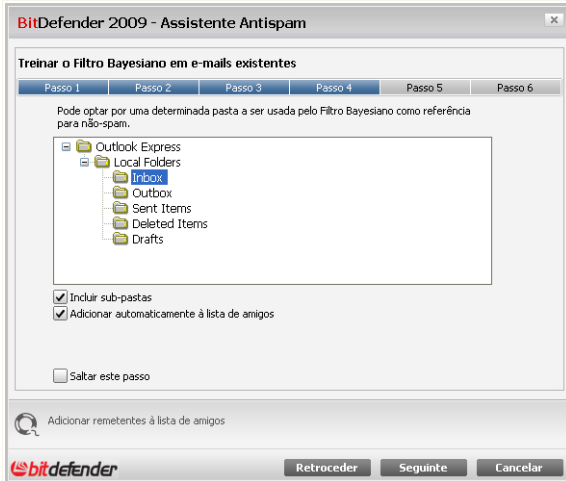 BitDefender 2009 - Assistente Antispam
Treinar o Filtro Bayesiano em e-mails existentes
Passo 1 Passo 2 Passo 3 Passo 4 Passo 5 Passo 6
Pode optar por uma determinada pasta a ser usada pelo Filtro Bayesiano como referência
para não-spam.
Outlook Express
Local Folders
Inbox
Outbox
Sent Items
Deleted Items
Drafts
Incluir sub-pastas
Adicionar automaticamente à lista de amigos
Saltar este passo
Adicionar remetentes à lista de amigos
bitdefender Retroceder Seguinte Cancelar